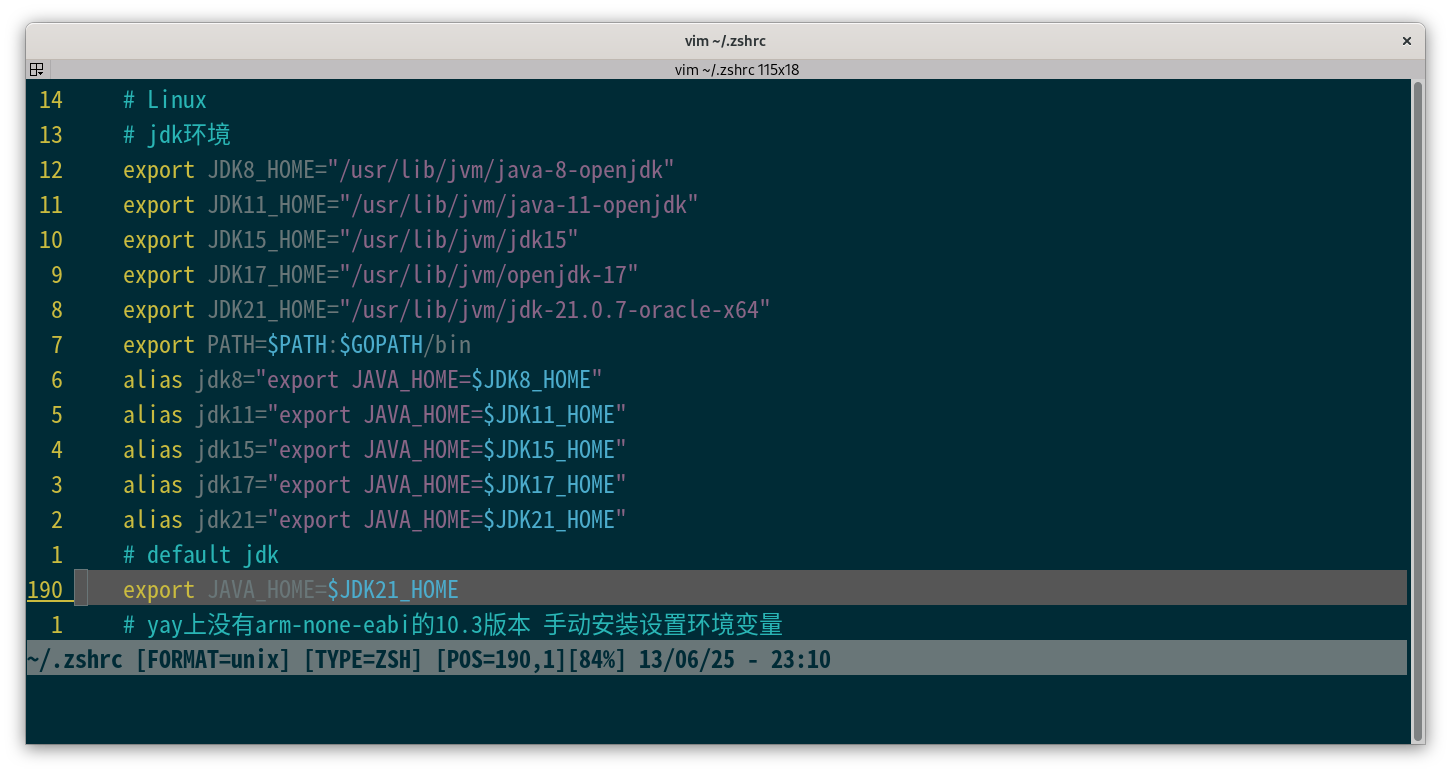 vim ~/.zshrc
vim ~/.zshrc 115x18
14 # Linux
13 # jdk环境
12 export JDK8_HOME="/usr/lib/jvm/java-8-openjdk"
11 export JDK11_HOME="/usr/lib/jvm/java-11-openjdk"
10 export JDK15_HOME="/usr/lib/jvm/jdk15"
9 export JDK17_HOME="/usr/lib/jvm/openjdk-17"
8 export JDK21_HOME="/usr/lib/jvm/jdk-21.0.7-oracle-x64"
7 export PATH=$PATH:$GOPATH/bin
6 alias jdk8="export JAVA_HOME=$JDK8_HOME"
5 alias jdk11="export JAVA_HOME=$JDK11_HOME"
4 alias jdk15="export JAVA_HOME=$JDK15_HOME"
3 alias jdk17="export JAVA_HOME=$JDK17_HOME"
2 alias jdk21="export JAVA_HOME=$JDK21_HOME"
1 # default jdk
190 export JAVA_HOME=$JDK21_HOME
1 # yay上没有arm-none-eabi的10.3版本 手动安装设置环境变量
~/.zshrc [FORMAT=unix] [TYPE=ZSH] [POS=190,1][84%] 13/06/25 - 23:10